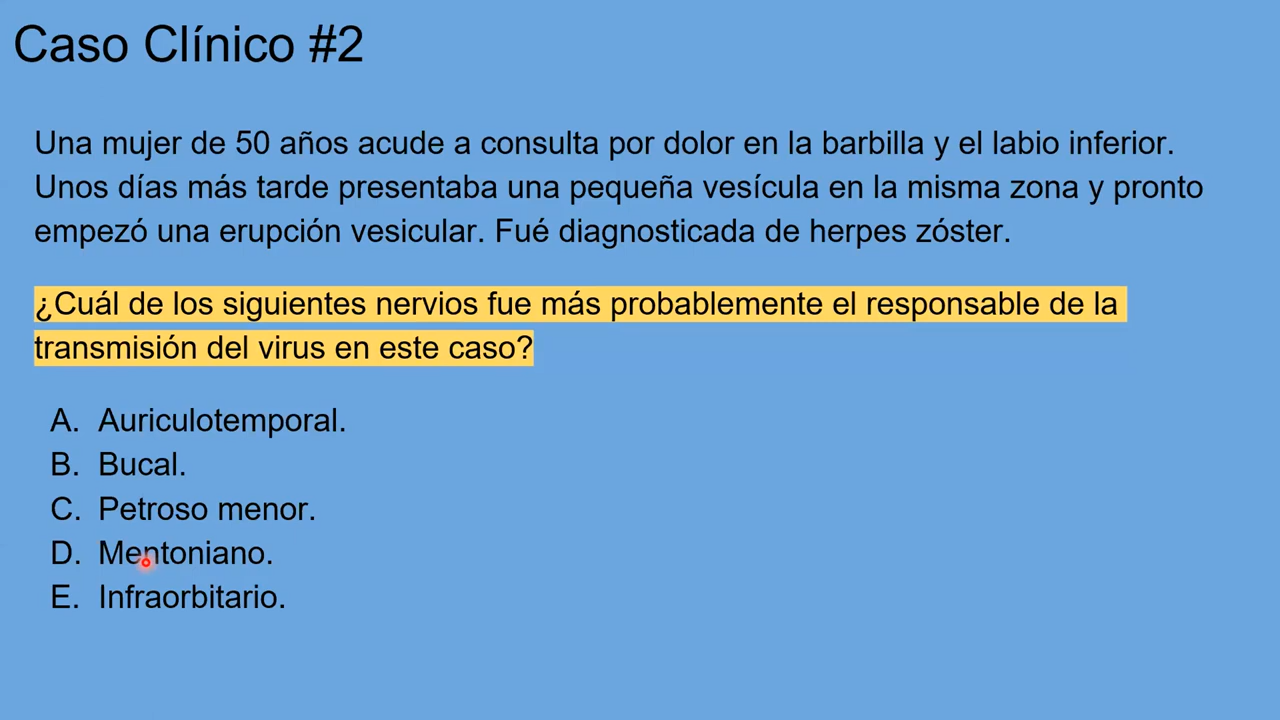 Caso Clínico #2
Una mujer de 50 años acude a consulta por dolor en la barbilla y el labio inferior.
Unos días más tarde presentaba una pequeña vesícula en la misma zona y pronto
empezó una erupción vesicular. Fué diagnosticada de herpes zóster.
¿Cuál de los siguientes nervios fue más probablemente el responsable de la
transmisión del virus en este caso?
A. Auriculotemporal.
B. Bucal.
C. Petroso menor.
D. Mentoniano.
E. Infraorbitario.